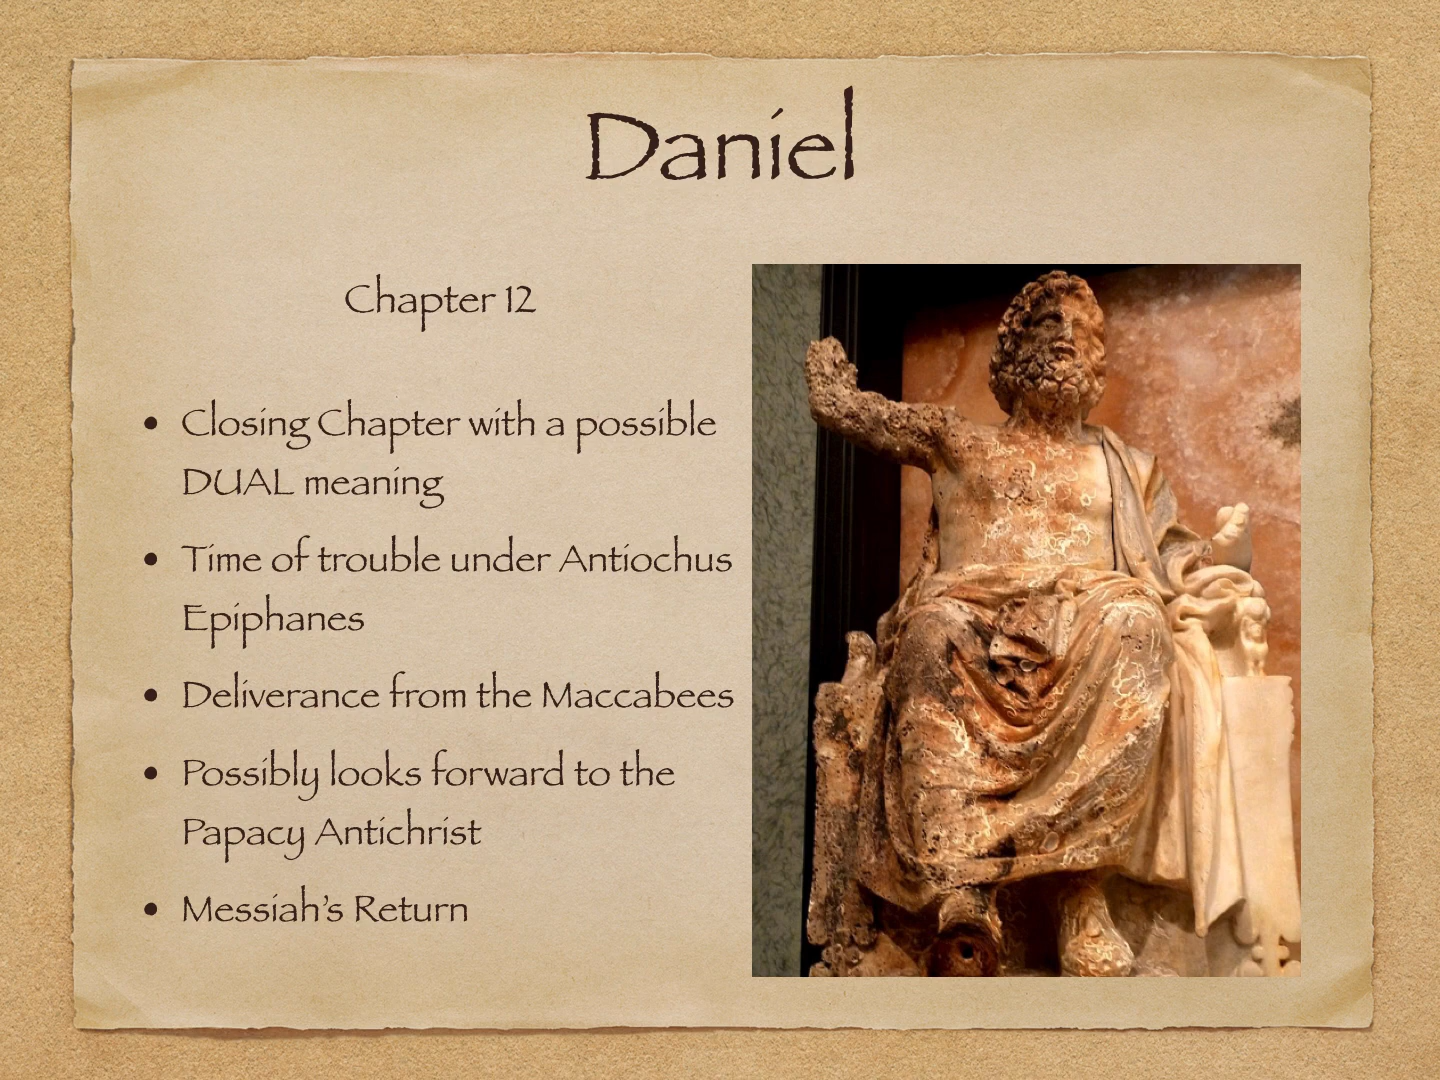 Daniel
Chapter 12
• Closing Chapter with a possible
DUAL meaning
• Time of trouble under Antiochus
Epiphanes
• Deliverance from the Maccabees
• Possibly looks forward to the
Papacy Antichrist
• Messiah’s Return